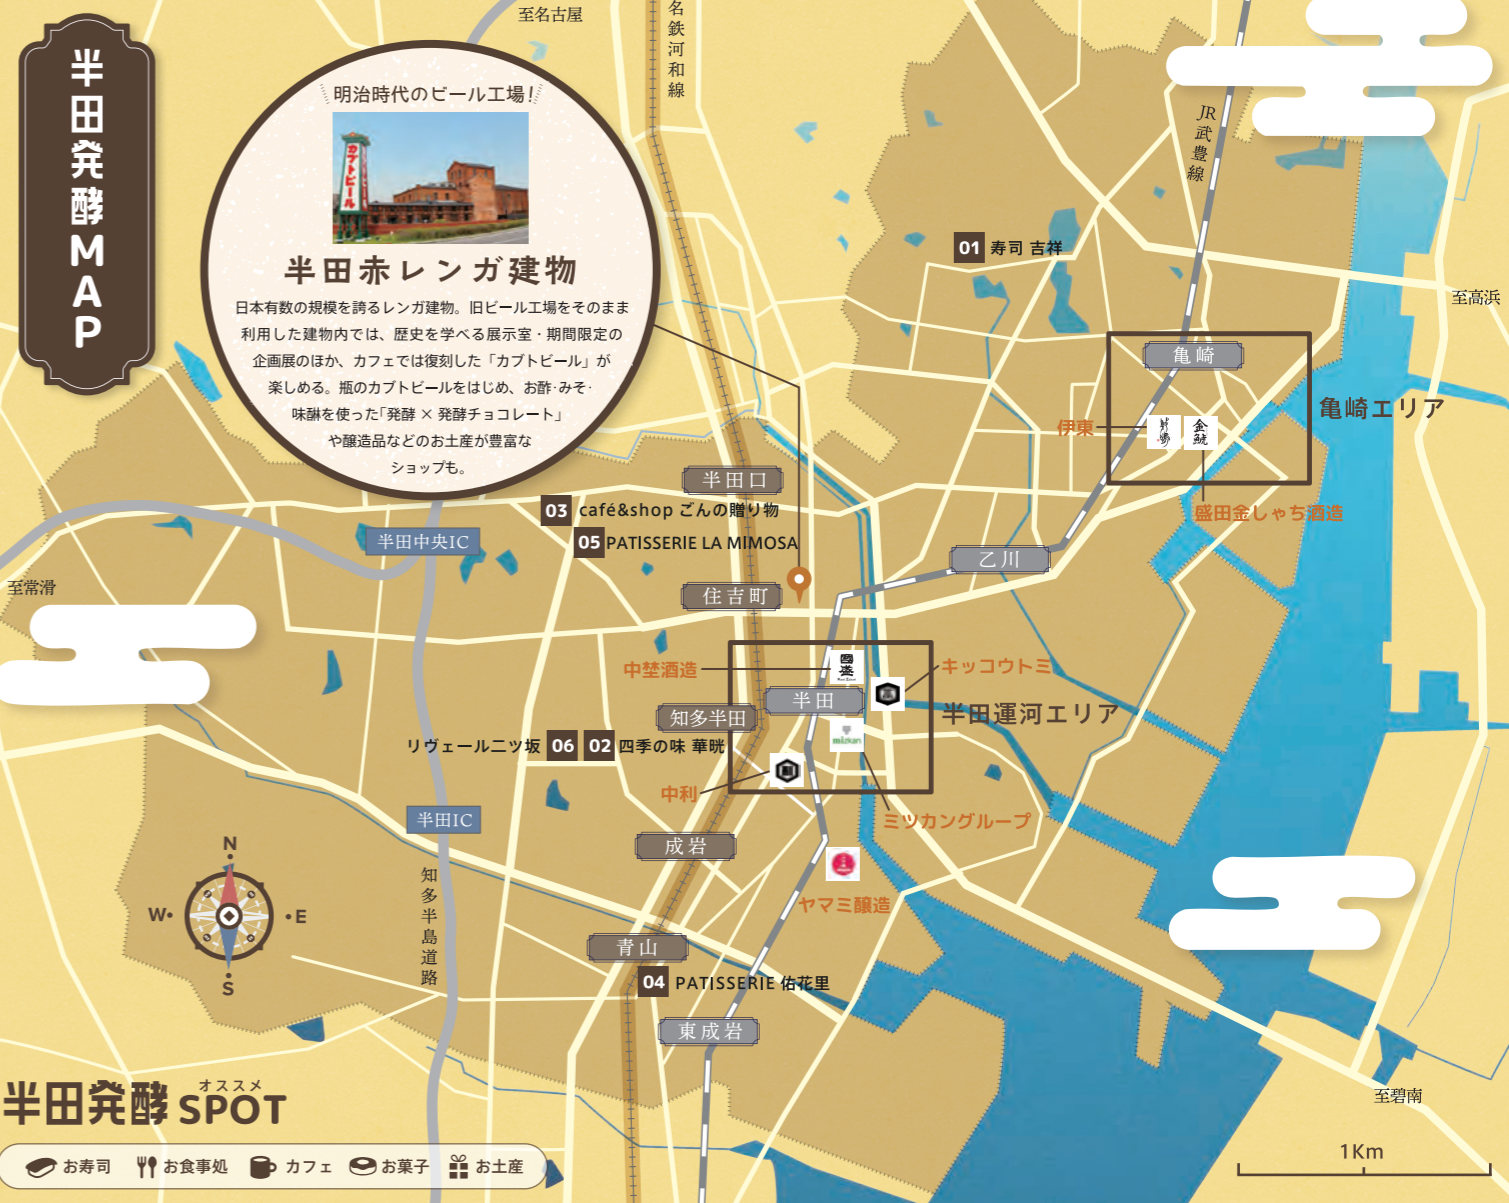 半田発酵MAP
至名古屋
名鉄河和線
明治時代のビール工場!
カブトビール
半田赤レンガ建物
日本有数の規模を誇るレンガ建物。旧ビール工場をそのまま
利用した建物内では、歴史を学べる展示室・期間限定の
企画展のほか、カフェでは復刻した「カブトビール」が
楽しめる。瓶のカブトビールをはじめ、お酢・みそ・
味醂を使った「発酵 × 発酵チョコレート」
や醸造品などのお土産が豊富な
ショップも。
JR武豊線
01 寿司 吉祥
至高浜
亀崎
亀崎エリア
伊東
金鯱
盛田金しゃち酒造
半田口
03 café&shop ごんの贈り物
半田中央IC
05 PATISSERIE LA MIMOSA
乙川
至常滑
住吉町
中埜酒造
國盛
キッコウトミ
半田
知多半田
半田運河エリア
リヴェール二ツ坂 06
02 四季の味 華晄
mizkan
中利
半田IC
ミツカングループ
成岩
知多半島道路
ヤマミ醸造
N
W
E
S
青山
04 PATISSERIE 佑花里
東成岩
至碧南
半田発酵 SPOT
オススメ
お寿司
お食事処
カフェ
お菓子
お土産
1Km